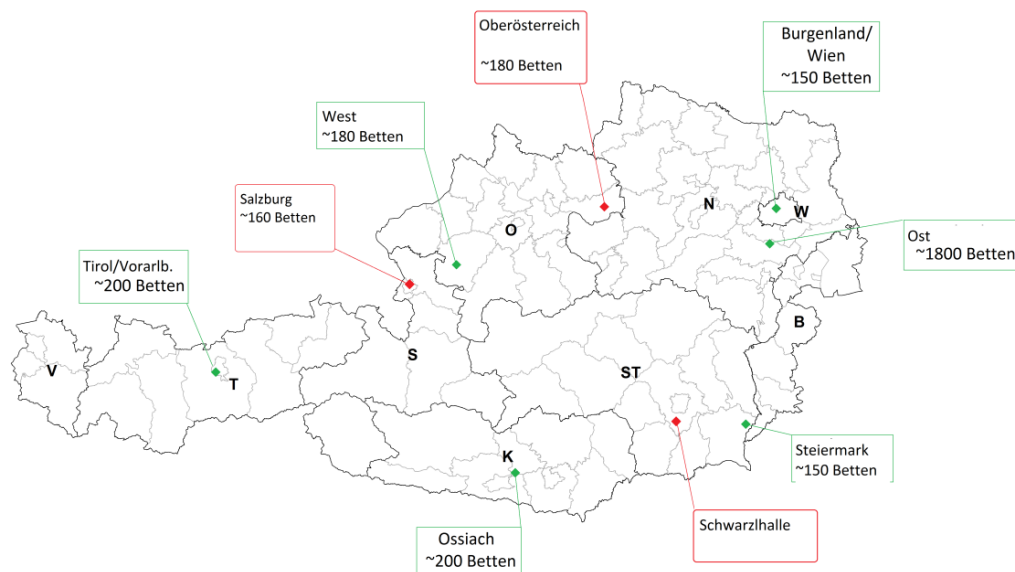 Oberösterreich
~180 Betten
Burgenland/
Wien
~150 Betten
West
~180 Betten
Salzburg
~160 Betten
Tirol/Vorarlb.
~200 Betten
Ost
~1800 Betten
N
W
O
B
V
T
S
ST
K
Steiermark
~150 Betten
Schwarzlhalle
Ossiach
~200 Betten